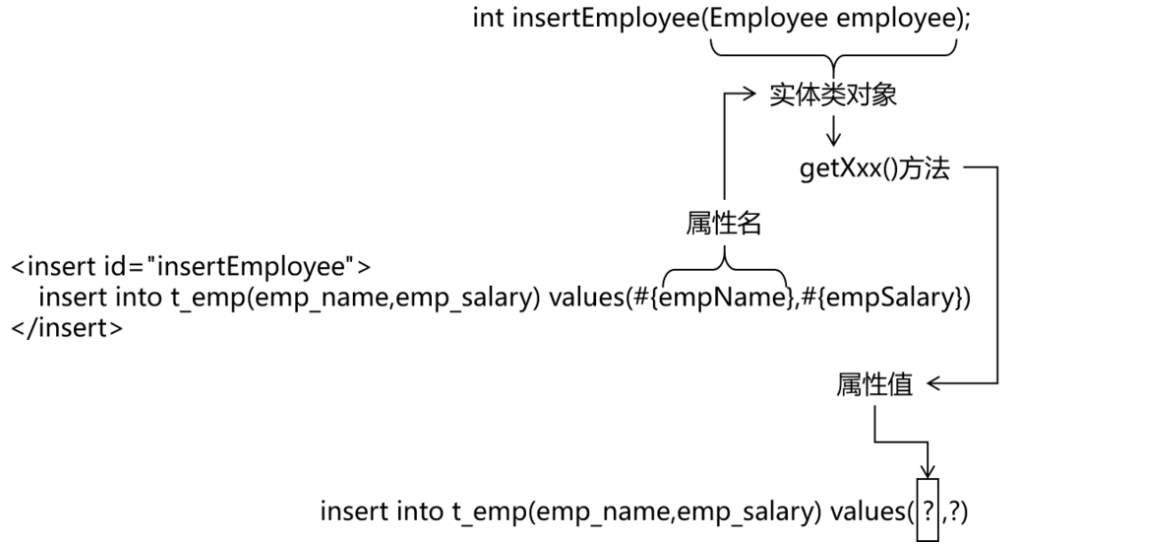 int insertEmployee(Employee employee);
实体类对象
getXxx()方法
属性名
<insert id="insertEmployee">
insert into t_emp(emp_name,emp_salary) values(#{empName},#{empSalary})
</insert>
属性值
insert into t_emp(emp_name,emp_salary) values(?,?)